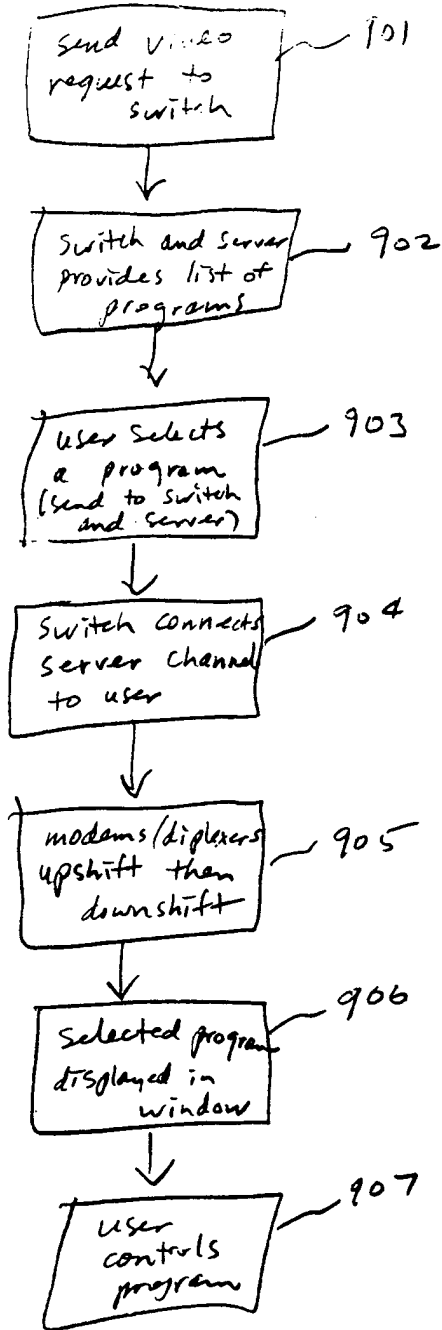 send video
request to
switch
901
switch and server
provides list of
programs
902
user selects
a program
(send to switch
and server)
903
switch connects
server channel
to user
904
modems/diplexers
upshift then
downshift
905
selected program
displayed in
window
906
user
controls
program
907